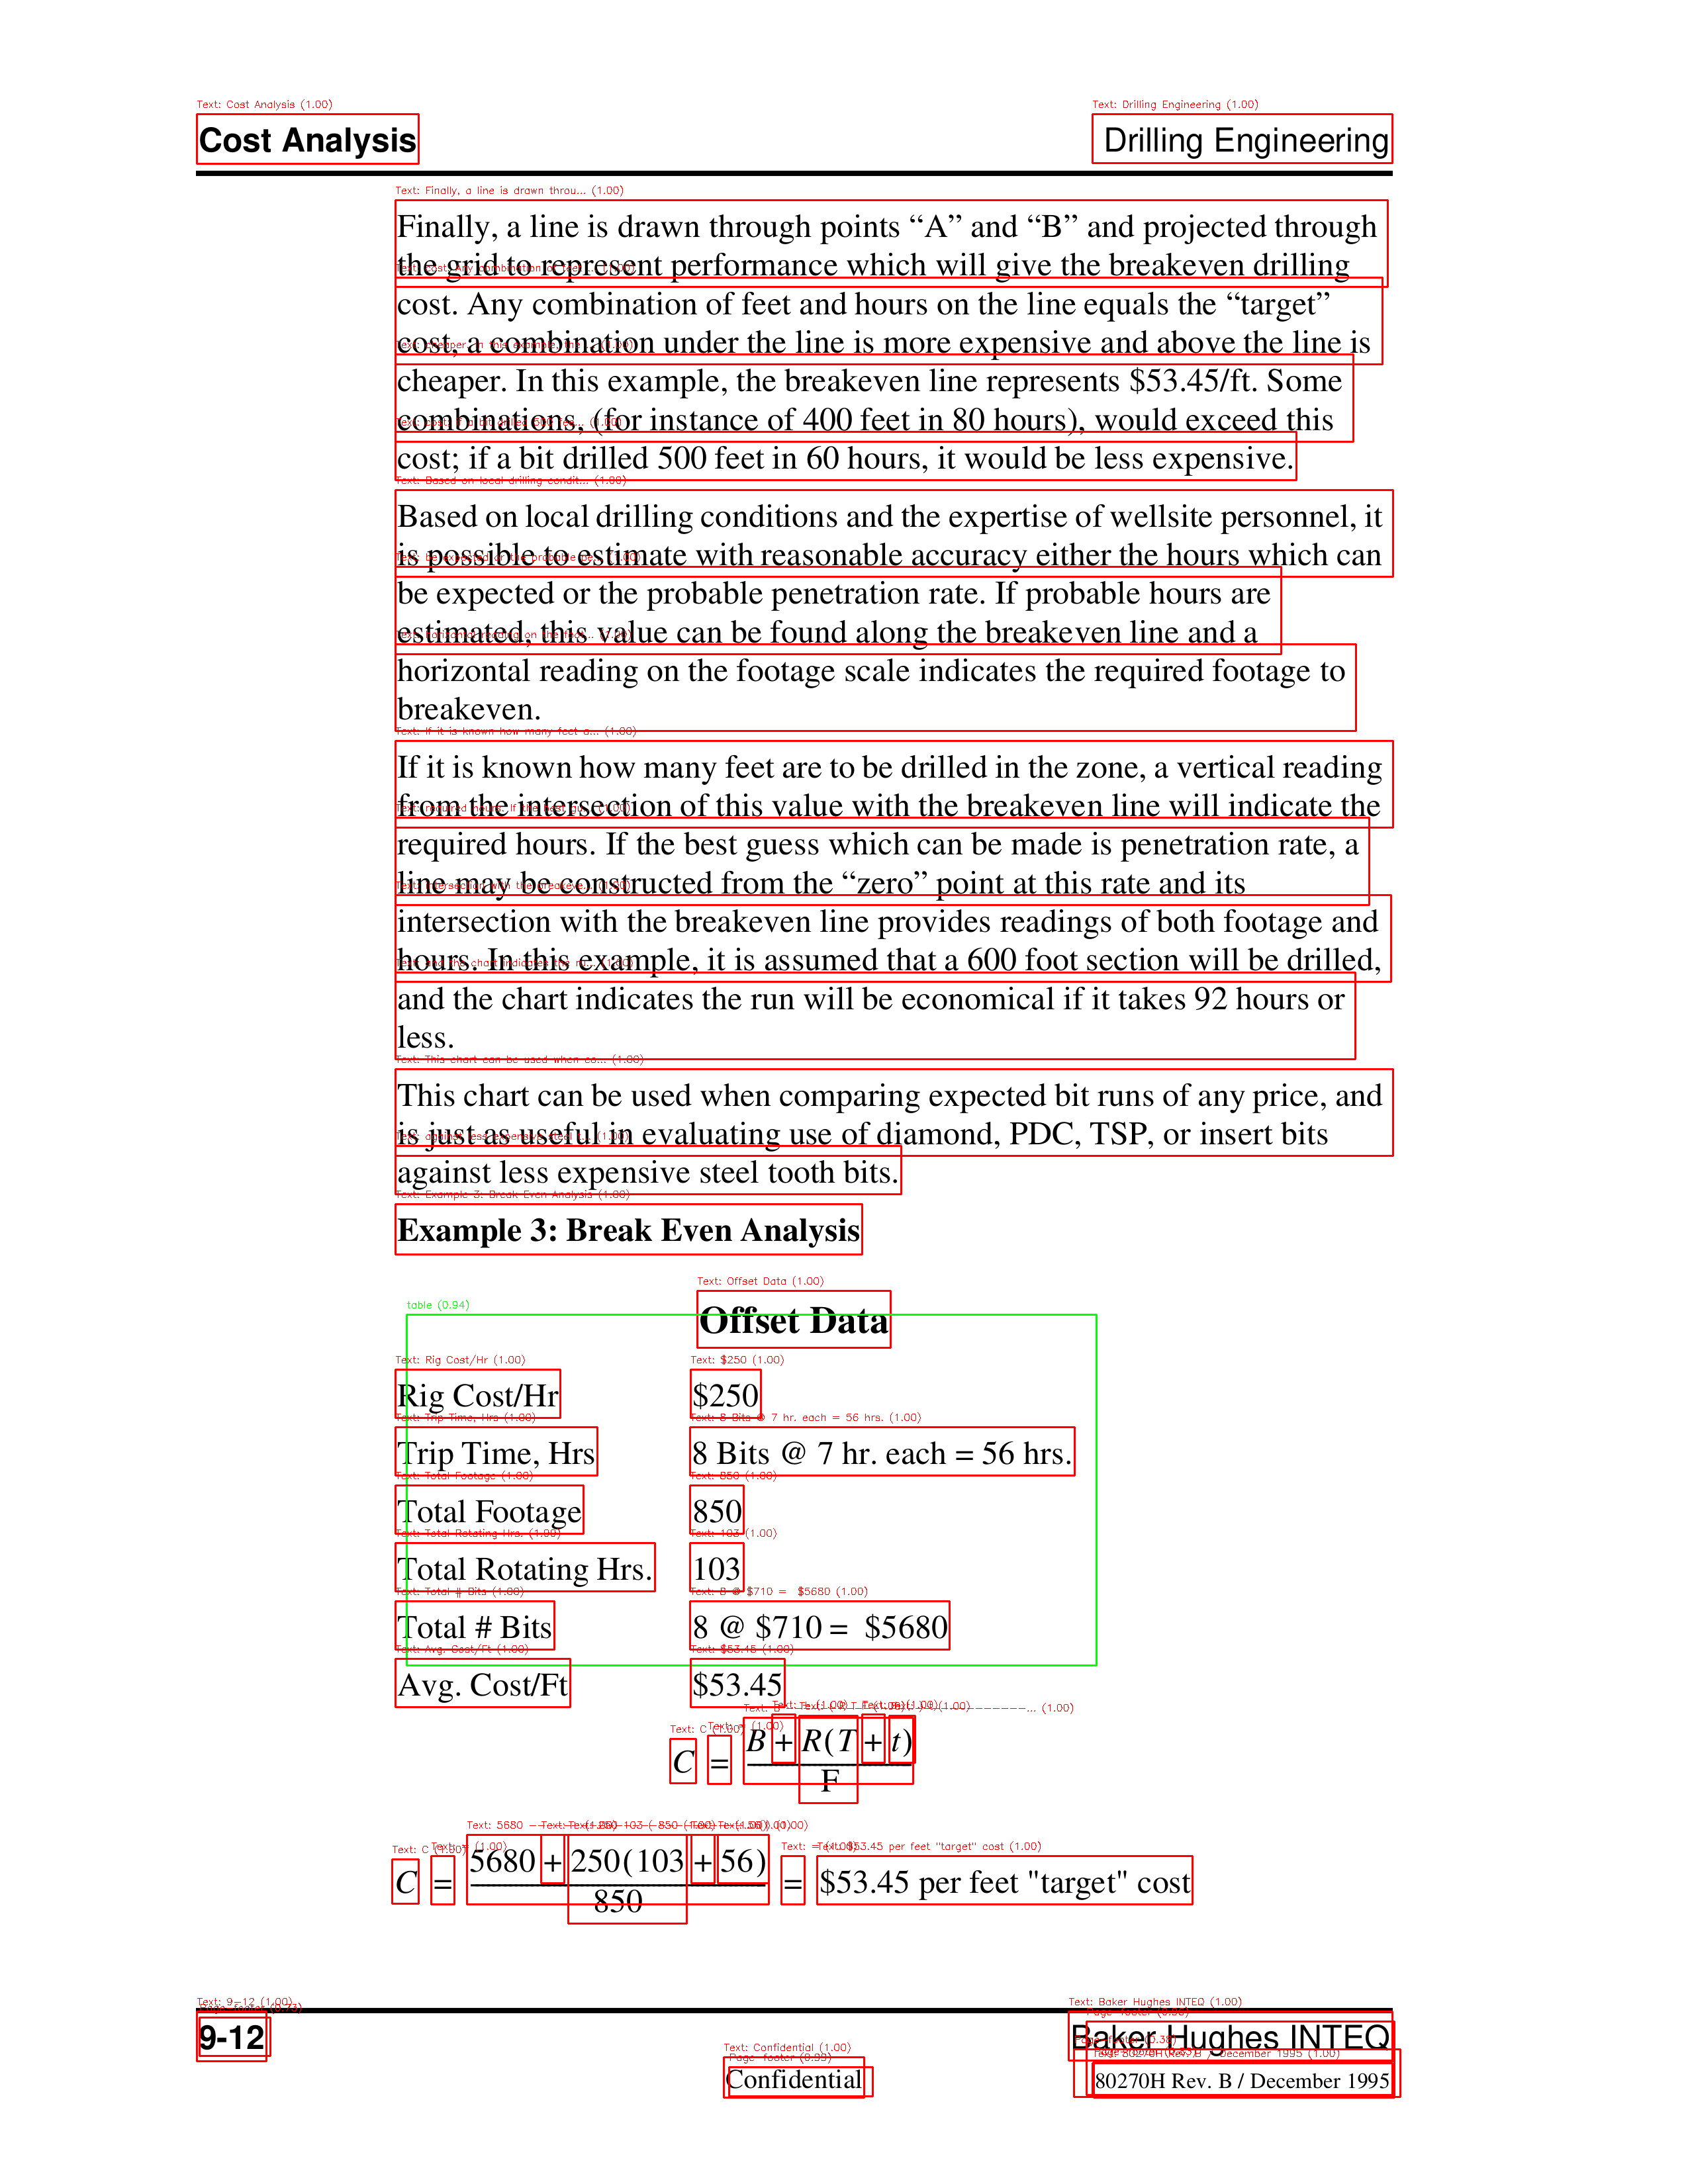 Cost Analysis
Drilling Engineering
Finally, a line is drawn through points “A” and “B” and projected through
the grid to represent performance which will give the breakeven drilling
cost. Any combination of feet and hours on the line equals the “target”
cost, a combination under the line is more expensive and above the line is
cheaper. In this example, the breakeven line represents $53.45/ft. Some
combinations, (for instance of 400 feet in 80 hours), would exceed this
cost; if a bit drilled 500 feet in 60 hours, it would be less expensive.
Based on local drilling conditions and the expertise of wellsite personnel, it
is possible to estimate with reasonable accuracy either the hours which can
be expected or the probable penetration rate. If probable hours are
estimated, this value can be found along the breakeven line and a
horizontal reading on the footage scale indicates the required footage to
breakeven.
If it is known how many feet are to be drilled in the zone, a vertical reading
from the intersection of this value with the breakeven line will indicate the
required hours. If the best guess which can be made is penetration rate, a
line may be constructed from the “zero” point at this rate and its
intersection with the breakeven line provides readings of both footage and
hours. In this example, it is assumed that a 600 foot section will be drilled,
and the chart indicates the run will be economical if it takes 92 hours or
less.
This chart can be used when comparing expected bit runs of any price, and
is just as useful in evaluating use of diamond, PDC, TSP, or insert bits
against less expensive steel tooth bits.
Example 3: Break Even Analysis
Offset Data
Rig Cost/Hr $250
Trip Time, Hrs 8 Bits @ 7 hr. each = 56 hrs.
Total Footage 850
Total Rotating Hrs. 103
Total # Bits 8 @ $710 = $5680
Avg. Cost/Ft $53.45
B + R(T + t)
C =
F
5680 + 250(103 + 56)
C = = $53.45 per feet "target" cost
850
9-12
Baker Hughes INTEQ
Confidential
80270H Rev. B / December 1995